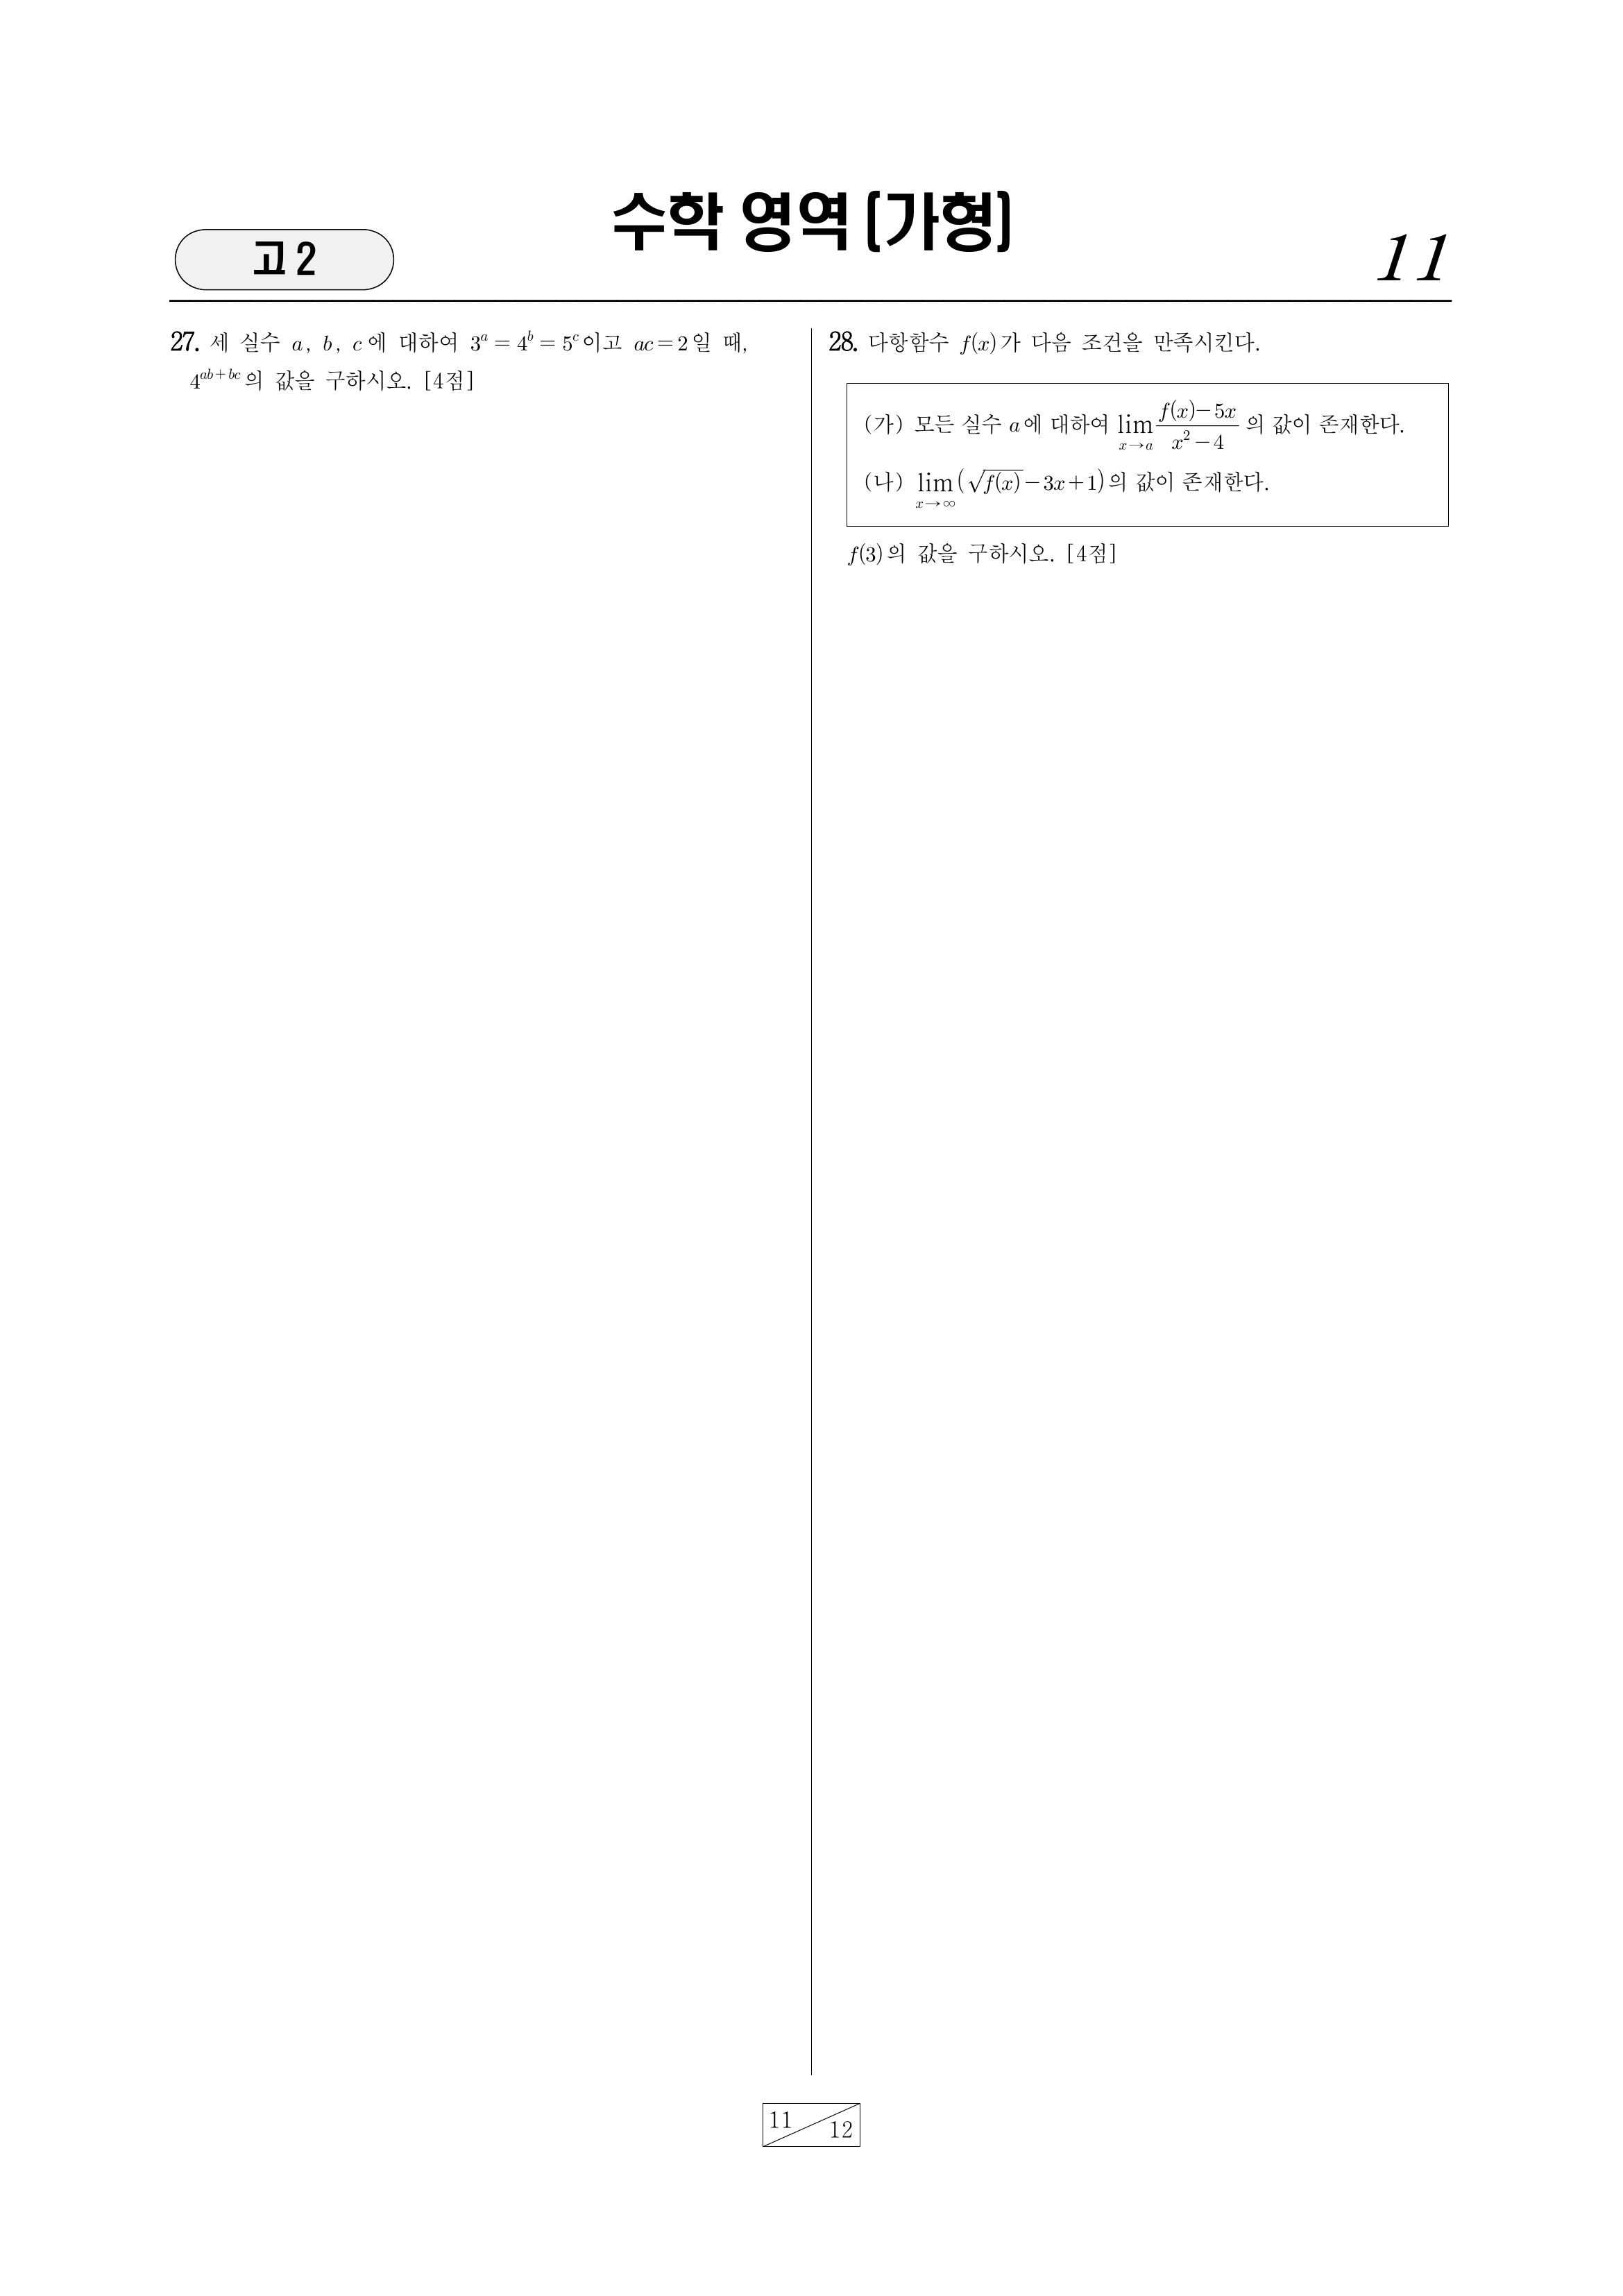 수학 영역 [가형]
고 2
11
27. 세 실수 a, b, c에 대하여 3^a = 4^b = 5^c이고 ac = 2일 때,
4^{ab+bc}의 값을 구하시오. [4점]
28. 다항함수 f(x)가 다음 조건을 만족시킨다.
(가) 모든 실수 a에 대하여 \lim_{x→a} \frac{f(x)-5x}{x^2-4}의 값이 존재한다.
(나) \lim_{x→∞} (\sqrt{f(x)}-3x+1)의 값이 존재한다.
f(3)의 값을 구하시오. [4점]
11
12